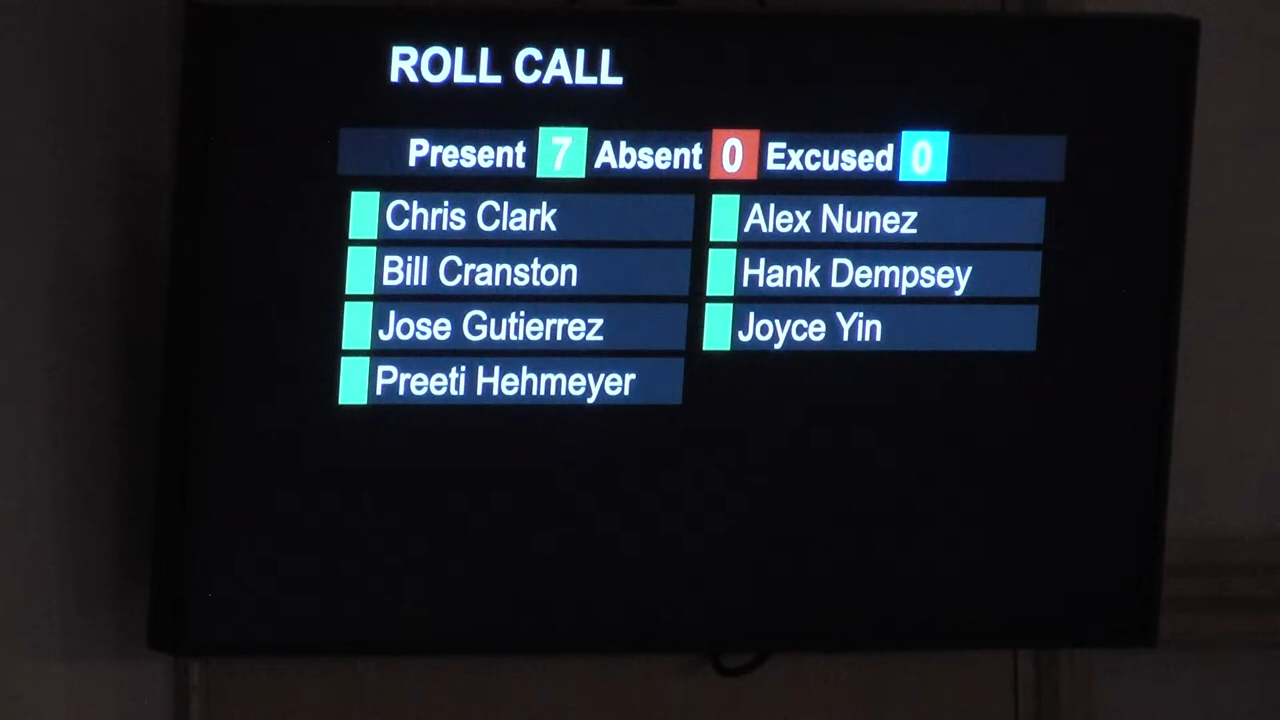 ROLL CALL
Present 7 Absent 0 Excused 0
Chris Clark
Bill Cranston
Jose Gutierrez
Preeti Hehmeyer
Alex Nunez
Hank Dempsey
Joyce Yin